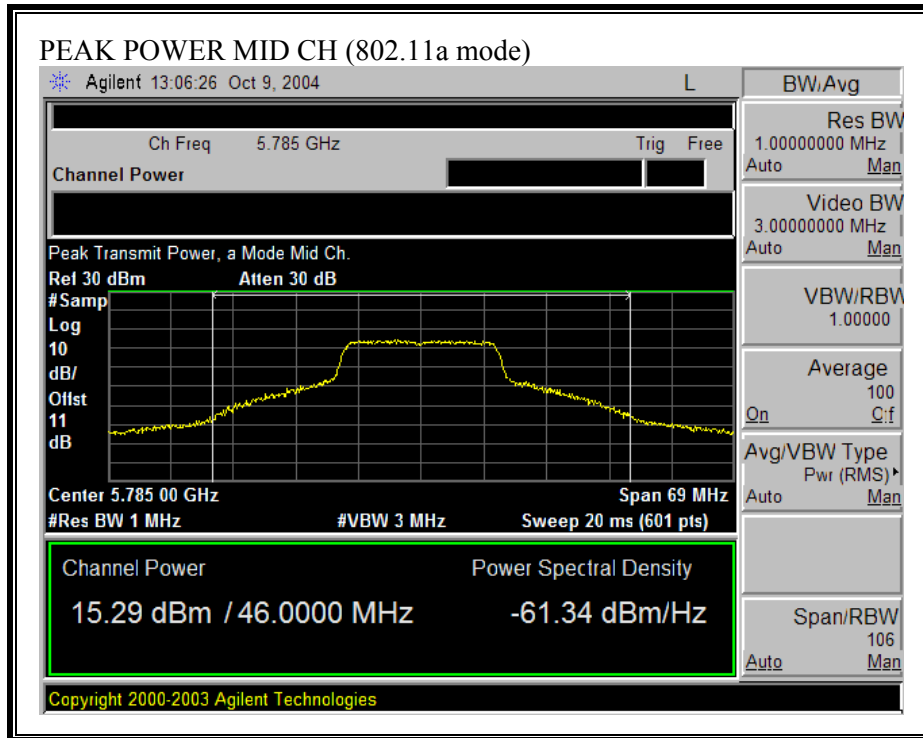 PEAK POWER MID CH (802.11a mode)
Agilent 13:06:26 Oct 9, 2004 L
BW/Avg
Ch Freq 5.785 GHz Trig Free
Channel Power
Peak Transmit Power, a Mode Mid Ch.
Ref 30 dBm Atten 30 dB
#Samp
Log
10
dB/
Offst
11
dB
Center 5.785 00 GHz Span 69 MHz
#Res BW 1 MHz #VBW 3 MHz Sweep 20 ms (601 pts)
Channel Power Power Spectral Density
15.29 dBm / 46.0000 MHz -61.34 dBm/Hz
Copyright 2000-2003 Agilent Technologies
Res BW
1.00000000 MHz
Auto Man
Video BW
3.00000000 MHz
Auto Man
VBW/RBW
1.00000
Average
100
On Off
Avg/VBW Type
Pwr (RMS)
Auto Man
Span/RBW
106
Auto Man